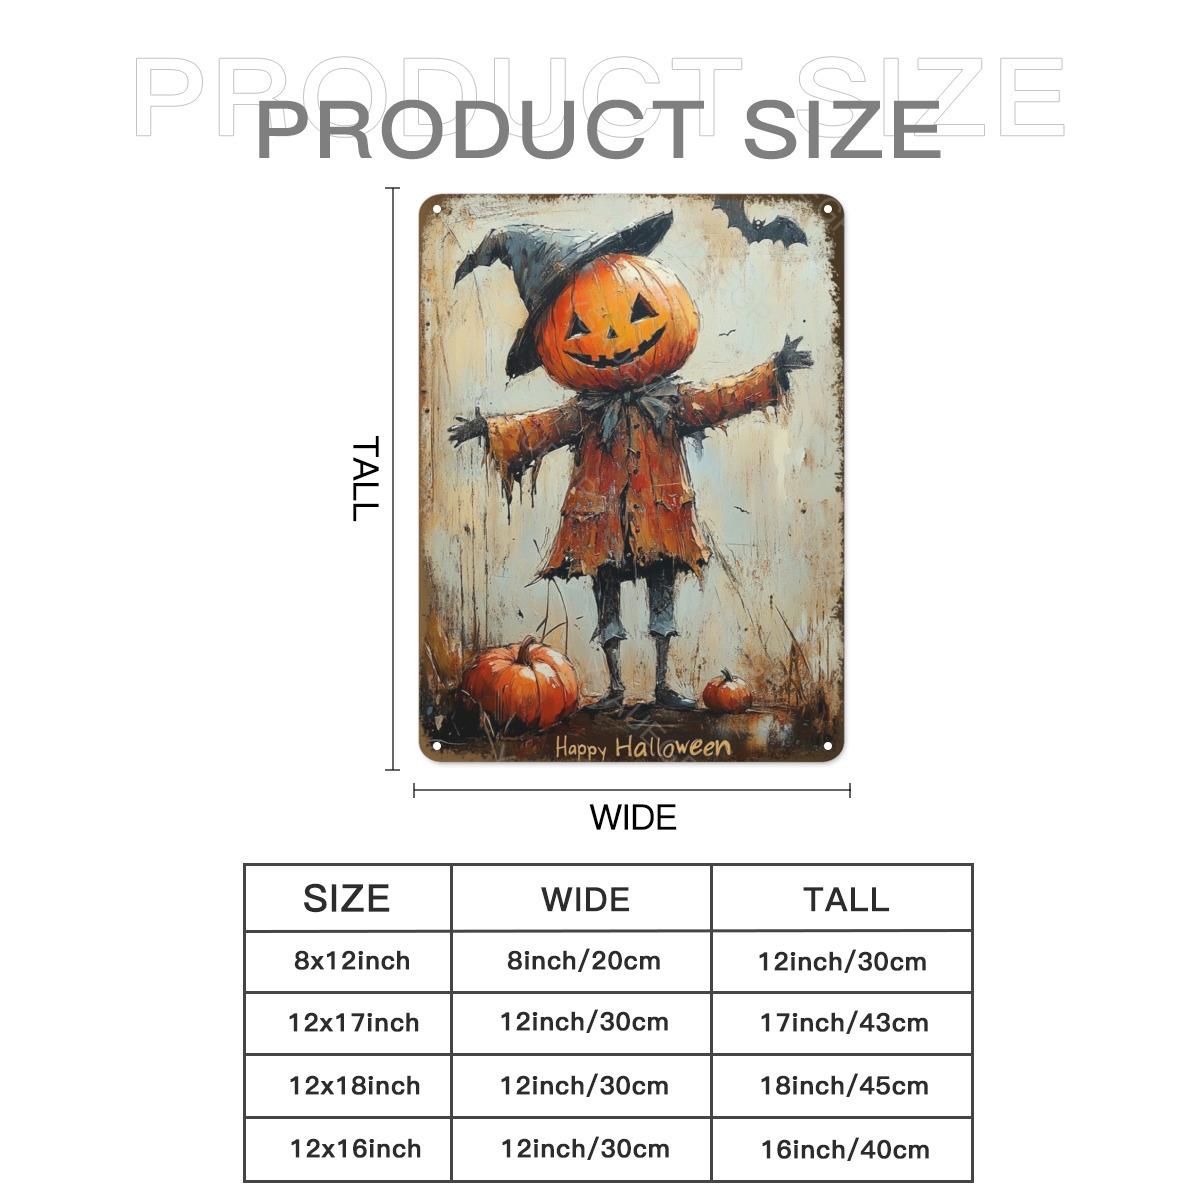 PRODUCT SIZE
PRODUCT SIZE
TALL
Happy Halloween
WIDE
SIZE WIDE TALL
8x12inch 8inch/20cm 12inch/30cm
12x17inch 12inch/30cm 17inch/43cm
12x18inch 12inch/30cm 18inch/45cm
12x16inch 12inch/30cm 16inch/40cm